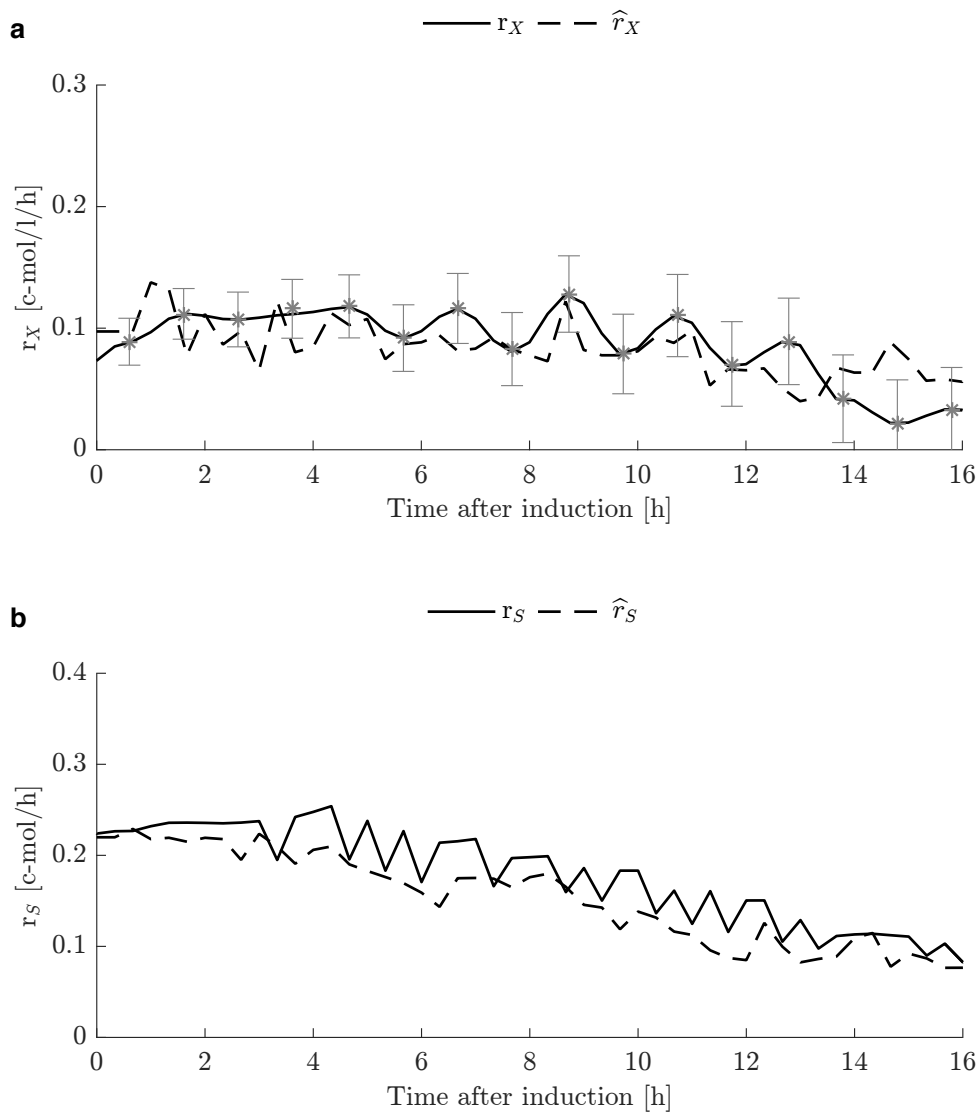 a
r_X r̂_X
0.3
0.2
0.1
0
r_X [c-mol/l/h]
0 2 4 6 8 10 12 14 16
Time after induction [h]
b
r_S r̂_S
0.4
0.3
0.2
0.1
0
r_S [c-mol/h]
0 2 4 6 8 10 12 14 16
Time after induction [h]